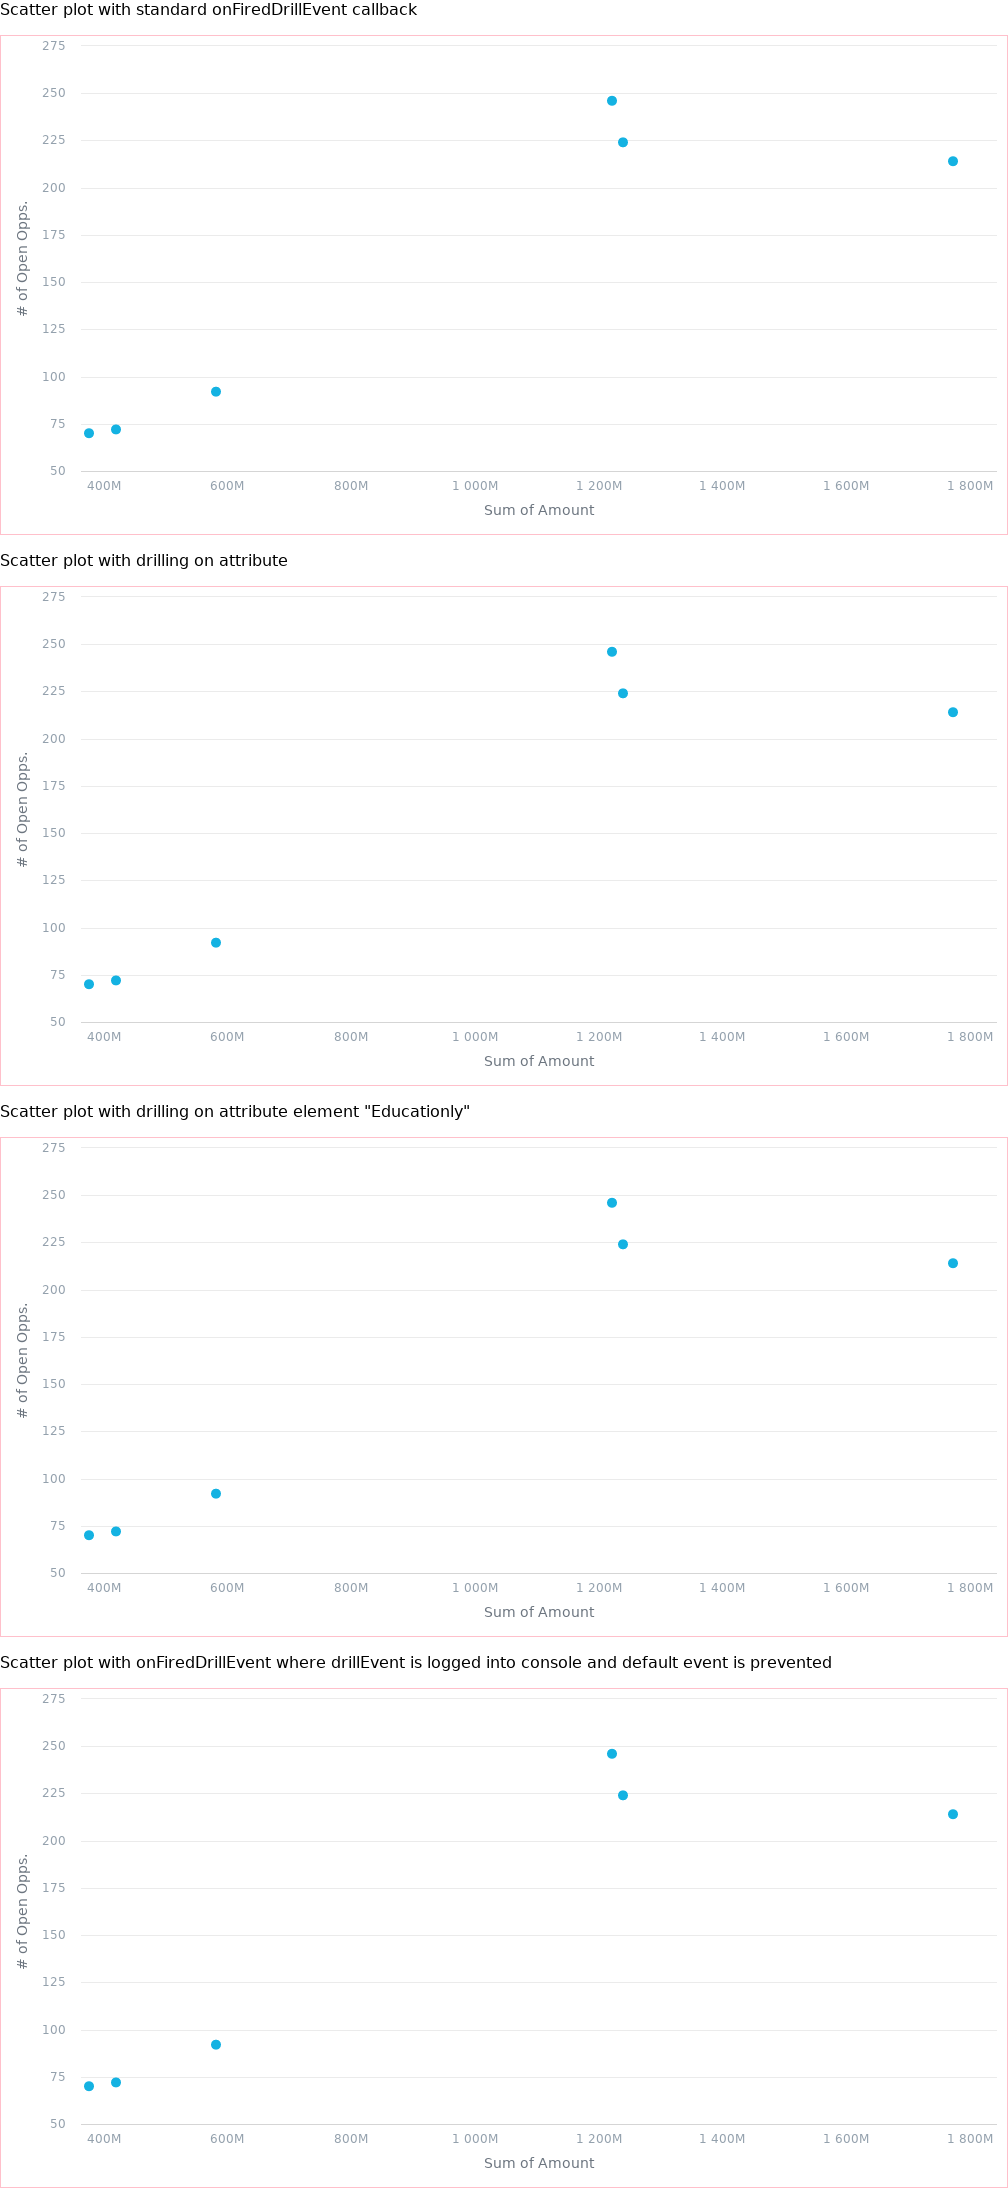 Scatter plot with standard onFiredDrillEvent callback
275
250
225
200
175
150
125
100
75
50
# of Open Opps.
400M 600M 800M 1 000M 1 200M 1 400M 1 600M 1 800M
Sum of Amount
Scatter plot with drilling on attribute
275
250
225
200
175
150
125
100
75
50
# of Open Opps.
400M 600M 800M 1 000M 1 200M 1 400M 1 600M 1 800M
Sum of Amount
Scatter plot with drilling on attribute element "Educationly"
275
250
225
200
175
150
125
100
75
50
# of Open Opps.
400M 600M 800M 1 000M 1 200M 1 400M 1 600M 1 800M
Sum of Amount
Scatter plot with onFiredDrillEvent where drillEvent is logged into console and default event is prevented
275
250
225
200
175
150
125
100
75
50
# of Open Opps.
400M 600M 800M 1 000M 1 200M 1 400M 1 600M 1 800M
Sum of Amount